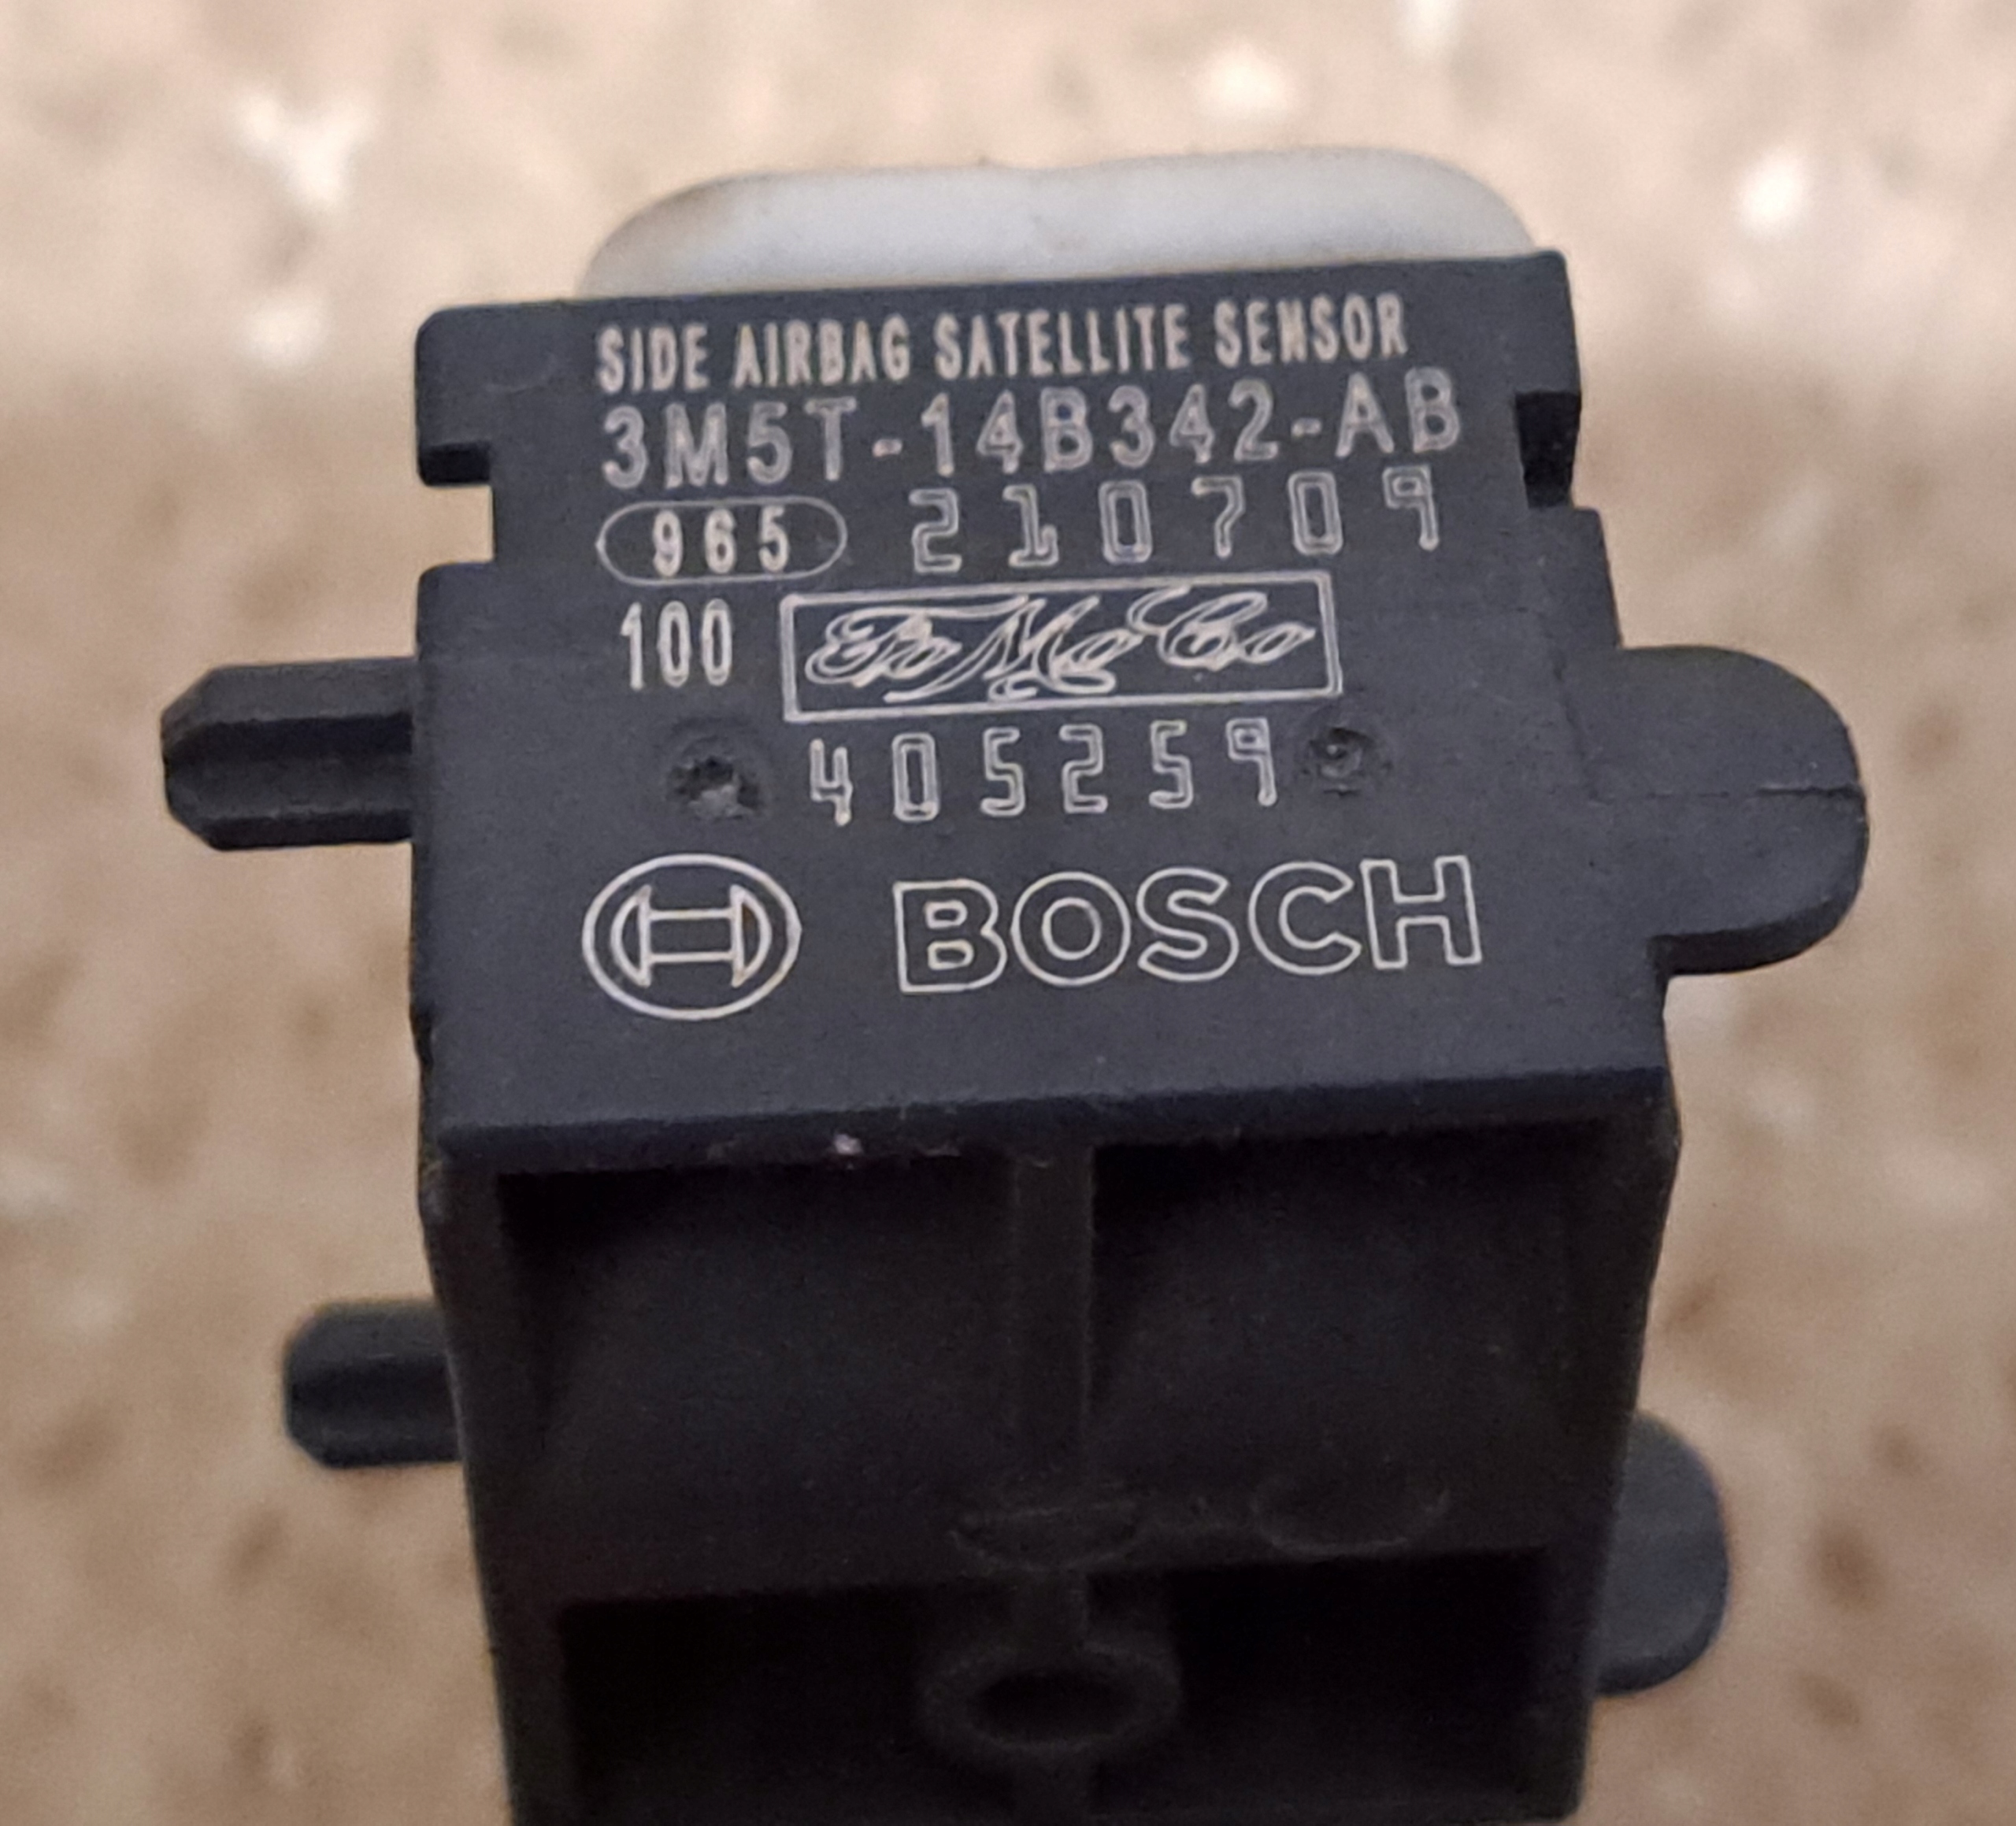 SIDE AIRBAG SATELLITE SENSOR
3M5T-14B342-AB
965 210709
100 FoMoCo
405259
BOSCH